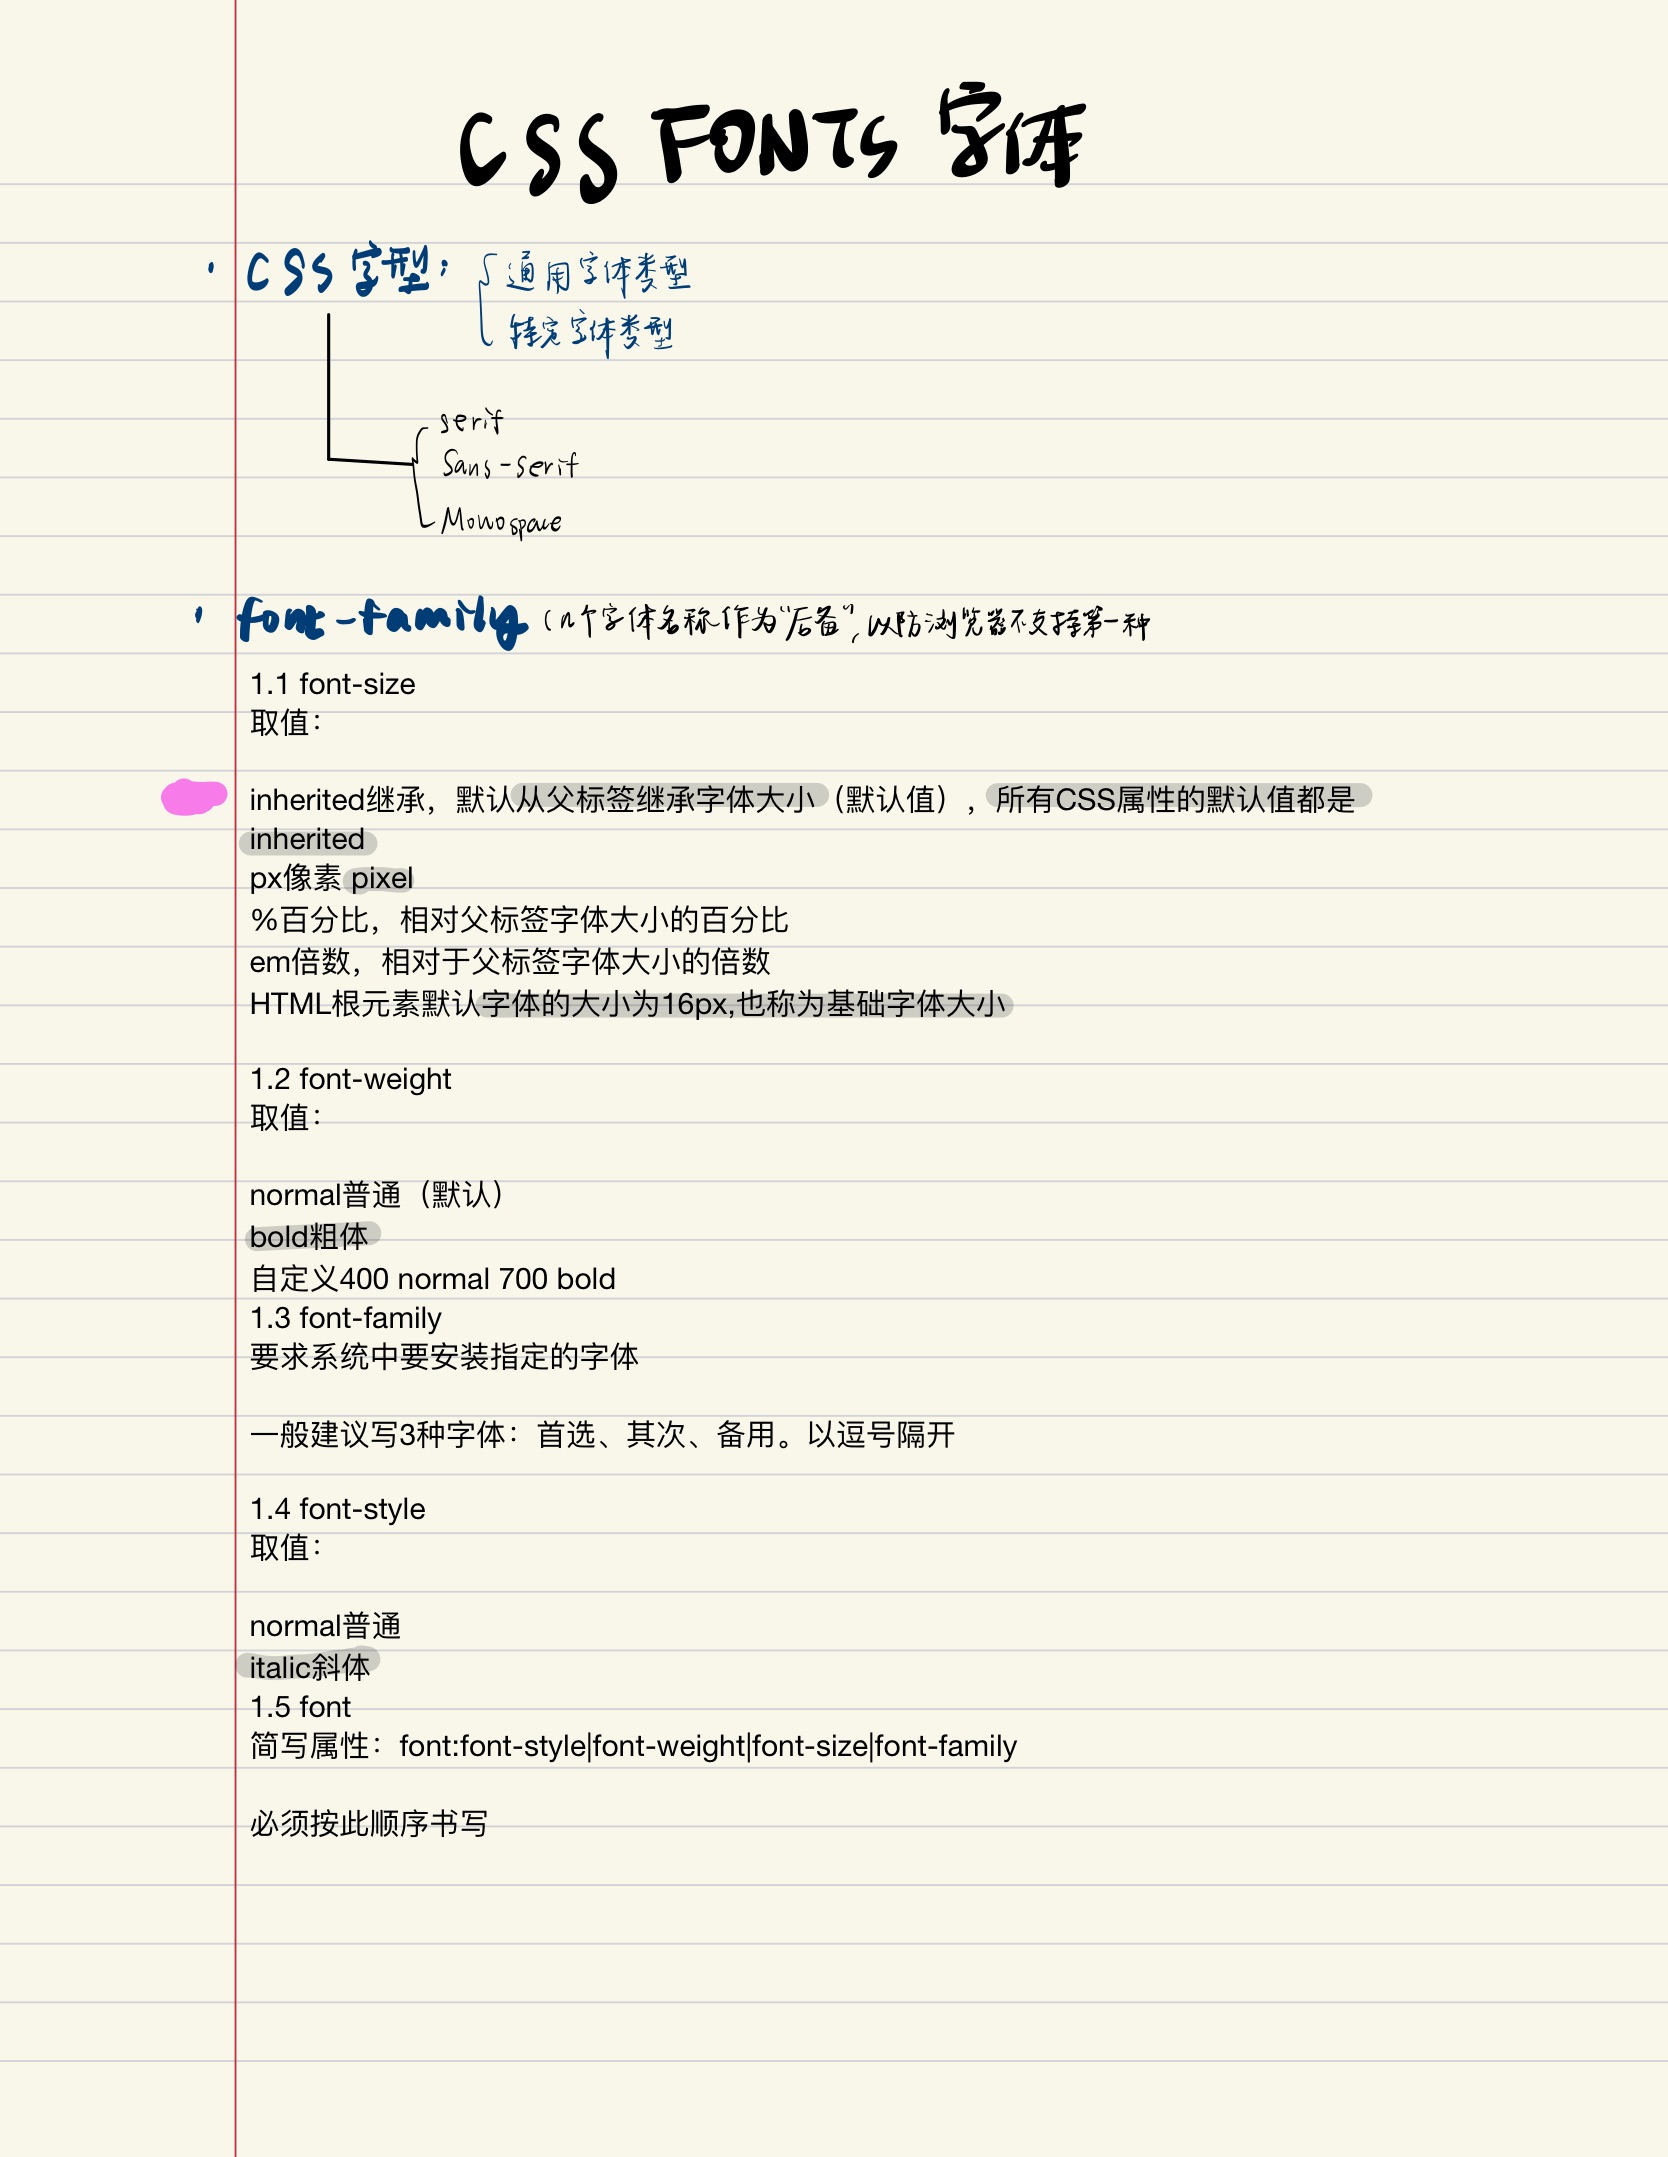 CSS FONTS 字体
· CSS 字型: { 通用字体类型
特定字体类型
serif
Sans-serif
Monospace
· font-family (几个字体名称作为"后备",以防浏览器不支持第一种
1.1 font-size
取值：
inherited继承，默认从父标签继承字体大小（默认值），所有CSS属性的默认值都是
inherited
px像素 pixel
%百分比，相对父标签字体大小的百分比
em倍数，相对于父标签字体大小的倍数
HTML根元素默认字体的大小为16px,也称为基础字体大小
1.2 font-weight
取值：
normal普通（默认）
bold粗体
自定义400 normal 700 bold
1.3 font-family
要求系统中要安装指定的字体
一般建议写3种字体：首选、其次、备用。以逗号隔开
1.4 font-style
取值：
normal普通
italic斜体
1.5 font
简写属性：font:font-style|font-weight|font-size|font-family
必须按此顺序书写